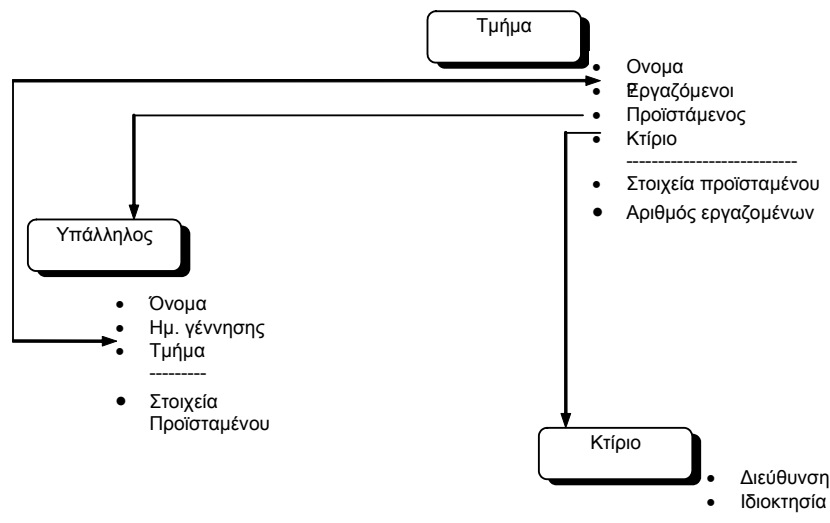 Τμήμα
• Ονομα
• Εργαζόμενοι
• Προϊστάμενος
• Κτίριο
---------------------------
• Στοιχεία προϊσταμένου
• Αριθμός εργαζομένων
Υπάλληλος
• Όνομα
• Ημ. γέννησης
• Τμήμα
---------
• Στοιχεία
Προϊσταμένου
Κτίριο
• Διεύθυνση
• Ιδιοκτησία